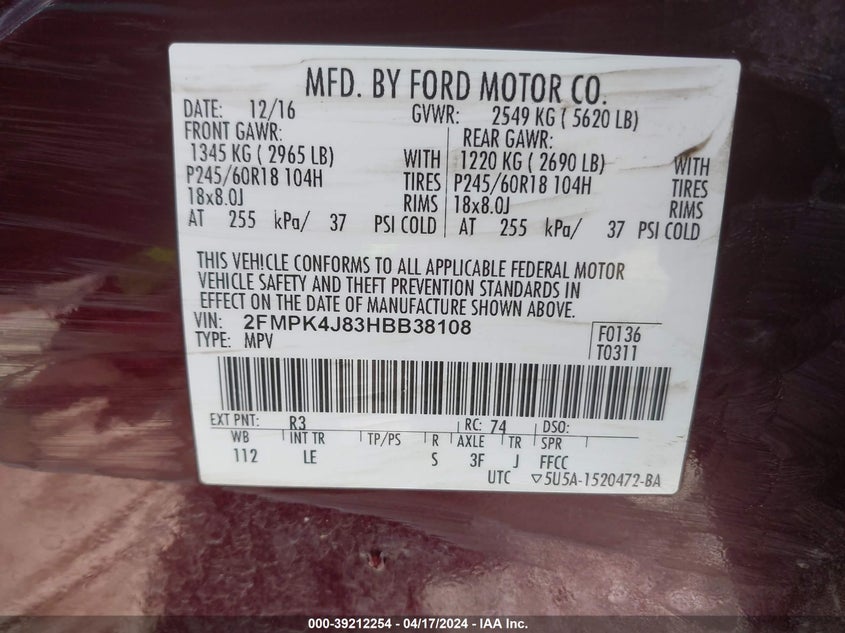 MFD. BY FORD MOTOR CO.
DATE: 12/16 GVWR: 2549 KG ( 5620 LB)
FRONT GAWR: REAR GAWR:
1345 KG ( 2965 LB) WITH 1220 KG ( 2690 LB) WITH
P245/60R18 104H TIRES P245/60R18 104H TIRES
18x8.0J RIMS 18x8.0J RIMS
AT 255 kPa/ 37 PSI COLD AT 255 kPa/ 37 PSI COLD
THIS VEHICLE CONFORMS TO ALL APPLICABLE FEDERAL MOTOR
VEHICLE SAFETY AND THEFT PREVENTION STANDARDS IN
EFFECT ON THE DATE OF MANUFACTURE SHOWN ABOVE.
VIN: 2FMPK4J83HBB38108 F0136
TYPE: MPV T0311
EXT PNT: R3 RC: 74 DSO:
WB INT TR TP/PS R AXLE TR SPR
112 LE S 3F J FFCC
UTC ▽5U5A-1520472-BA
000-39212254 - 04/17/2024 - IAA Inc.